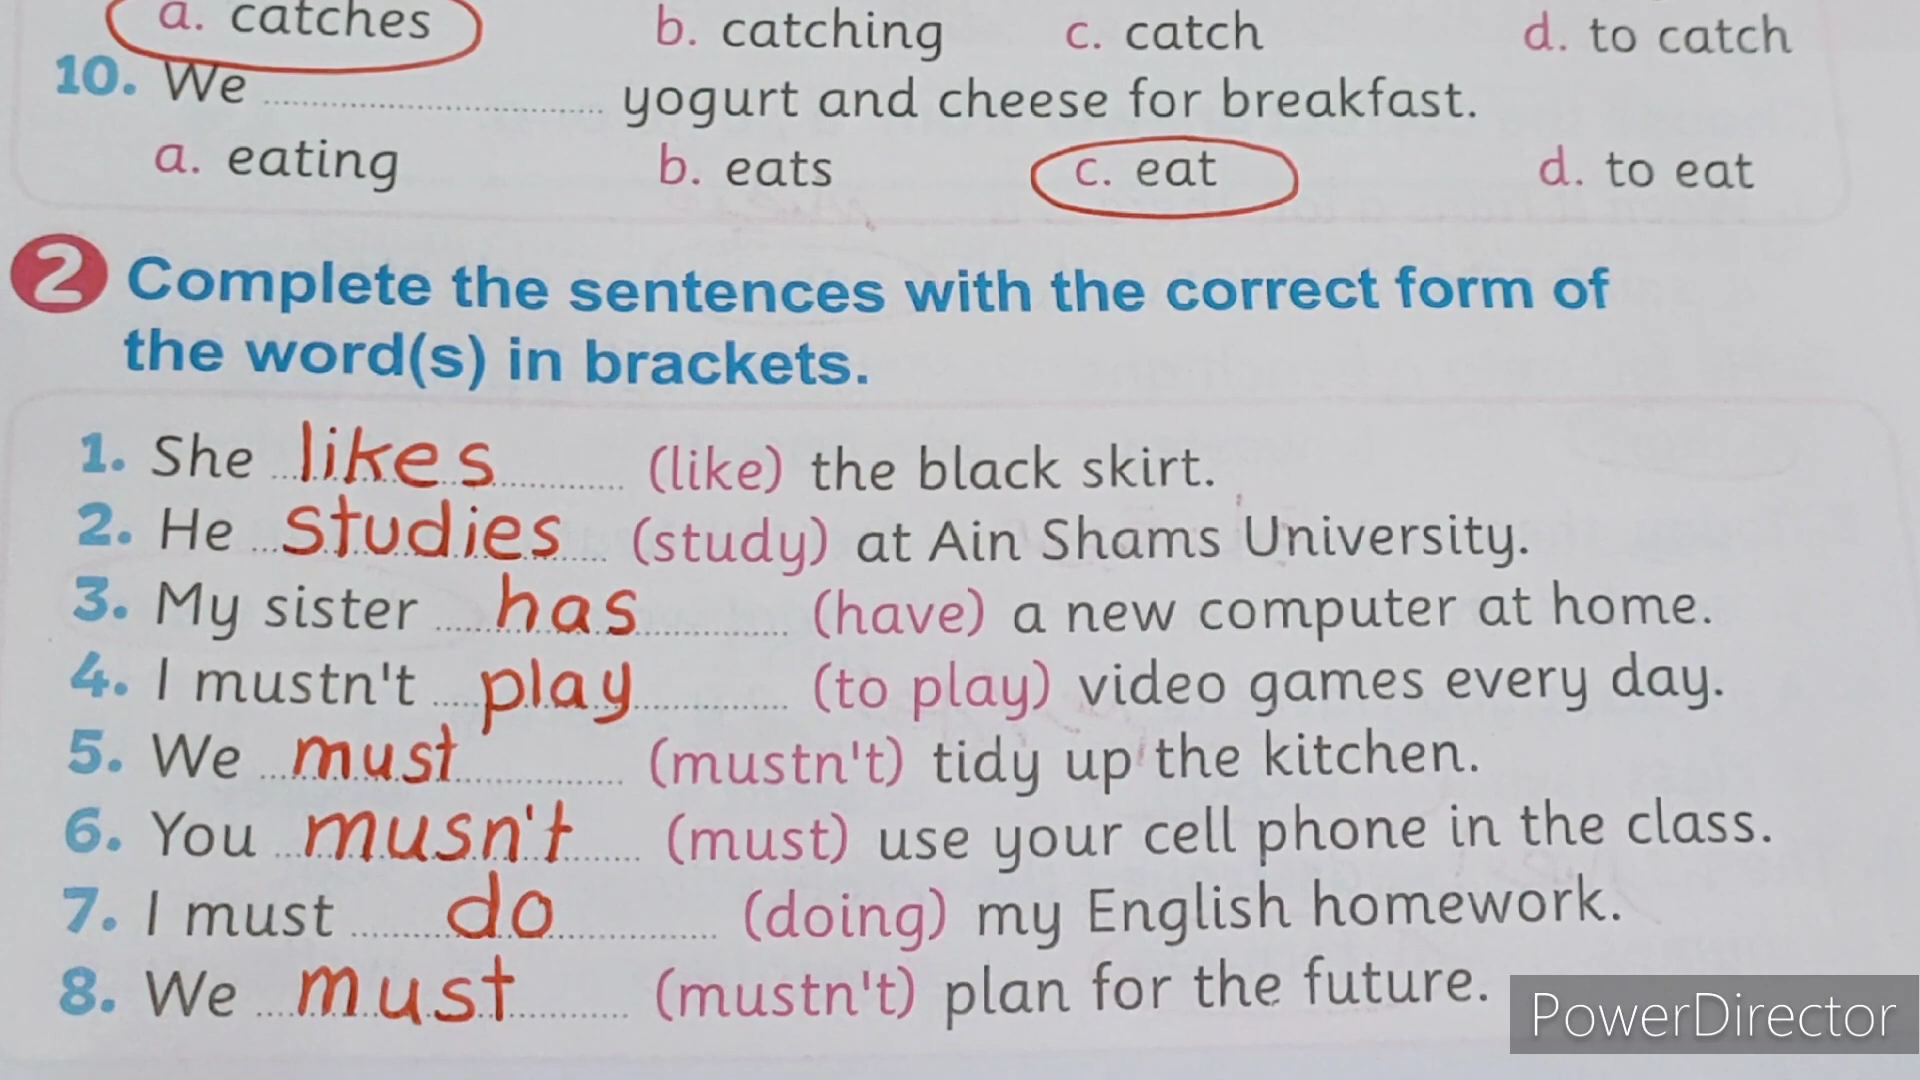 a. catches b. catching c. catch d. to catch
10. We ........................ yogurt and cheese for breakfast.
a. eating b. eats c. eat d. to eat
2 Complete the sentences with the correct form of
the word(s) in brackets.
1. She likes (like) the black skirt.
2. He studies (study) at Ain Shams University.
3. My sister has (have) a new computer at home.
4. I mustn't play (to play) video games every day.
5. We must (mustn't) tidy up the kitchen.
6. You musn't (must) use your cell phone in the class.
7. I must do (doing) my English homework.
8. We must (mustn't) plan for the future.
PowerDirector